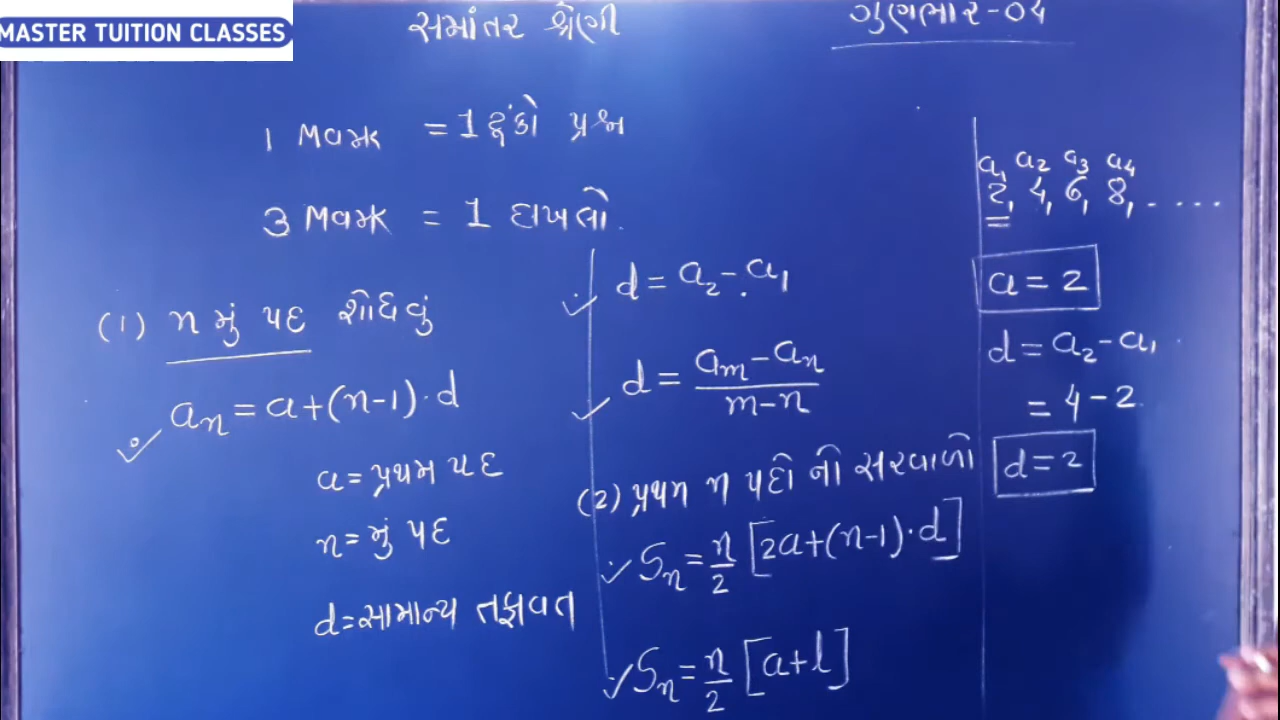 MASTER TUITION CLASSES
સમાંતર શ્રેણી
ગુણભાર-04
1 માર્ક = 1 ટૂંકો પ્રશ્ન
3 માર્ક = 1 દાખલો.
(1) n મું પદ શોધવું
aₙ = a+(n-1)·d
a = પ્રથમ પદ
n = મું પદ
d = સામાન્ય તફાવત
d = a₂ - a₁
d = (aₘ - aₙ)/(m-n)
(2) પ્રથમ n પદો નો સરવાળો
Sₙ = n/2 [2a+(n-1)·d]
Sₙ = n/2 [a+l]
a₁ a₂ a₃ a₄
2, 4, 6, 8, .....
a = 2
d = a₂ - a₁
= 4 - 2
d = 2